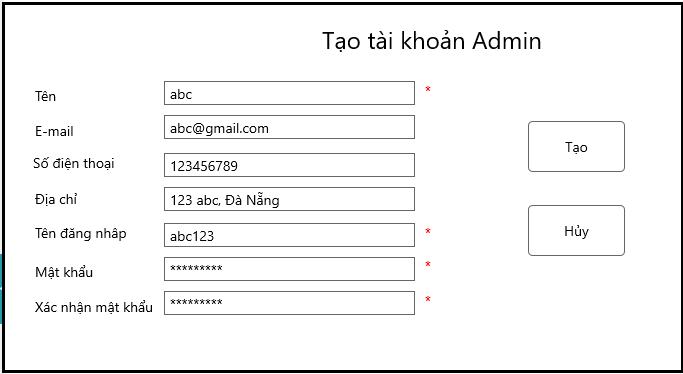 Tạo tài khoản Admin
Tên abc *
E-mail abc@gmail.com
Số điện thoại 123456789
Địa chỉ 123 abc, Đà Nẵng
Tên đăng nhâp abc123 *
Mật khẩu ********* *
Xác nhận mật khẩu ********* *
Tạo
Hủy